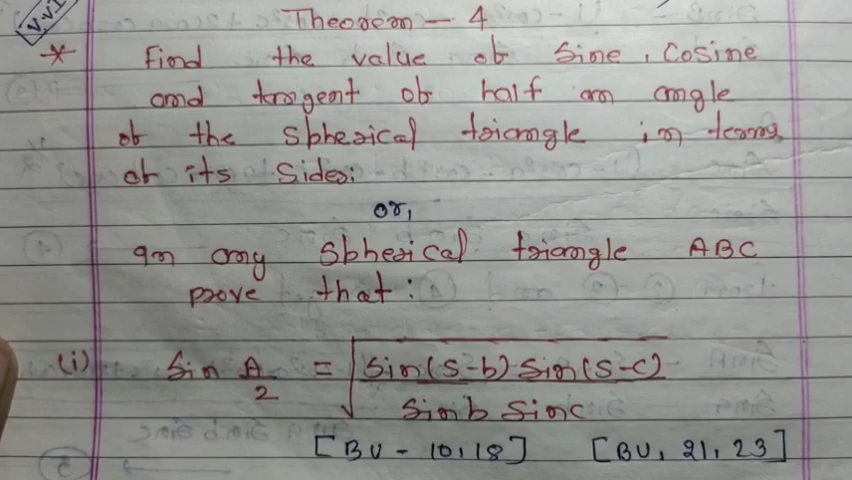 V.V.I
Theorem - 4
* Find the value of Sine, Cosine
and tangent of half an angle
of the Spherical triangle in terms
of its Sides:
or,
In any Spherical triangle ABC
prove that:
(i) Sin A/2 = √(Sin(S-b) Sin(S-c) / Sinb Sinc)
[BU - 10, 18] [BU, 21, 23]